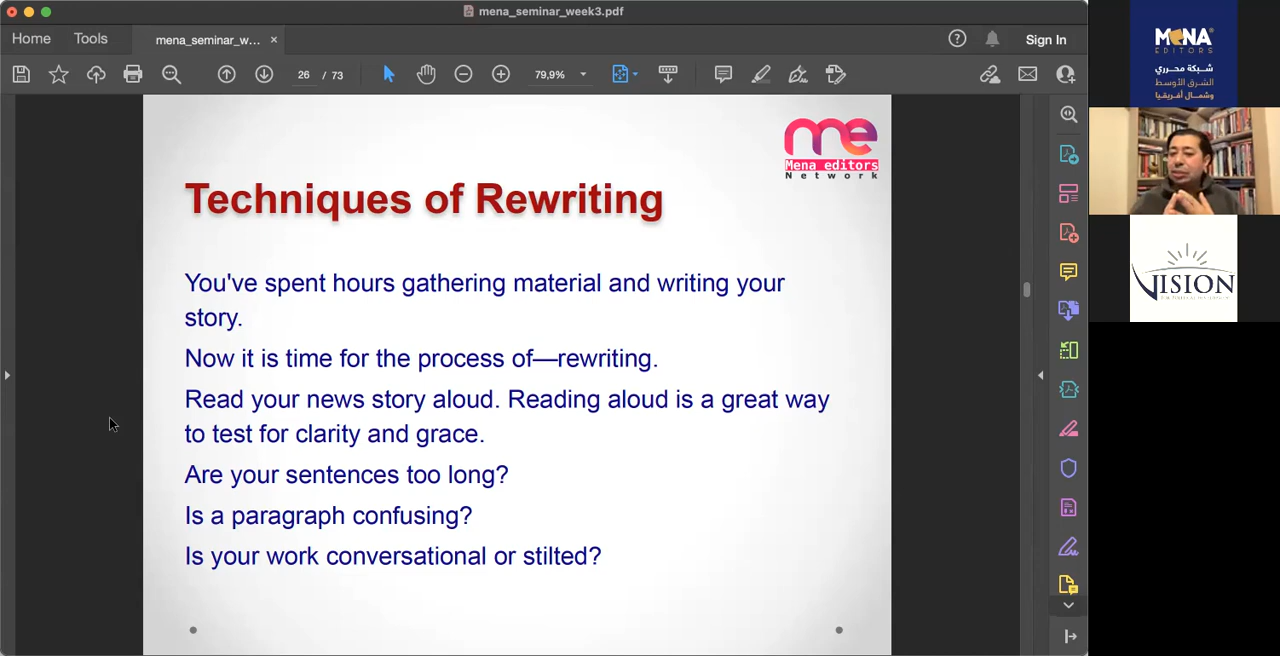 mena_seminar_week3.pdf
Home
Tools
mena_seminar_w...
Sign In
26 / 73
79,9%
me
Mena editors
Network
Techniques of Rewriting
You've spent hours gathering material and writing your
story.
Now it is time for the process of—rewriting.
Read your news story aloud. Reading aloud is a great way
to test for clarity and grace.
Are your sentences too long?
Is a paragraph confusing?
Is your work conversational or stilted?
MENA
EDITORS
شبكة محرري
الشرق الأوسط
وشمال أفريقيا
VISION